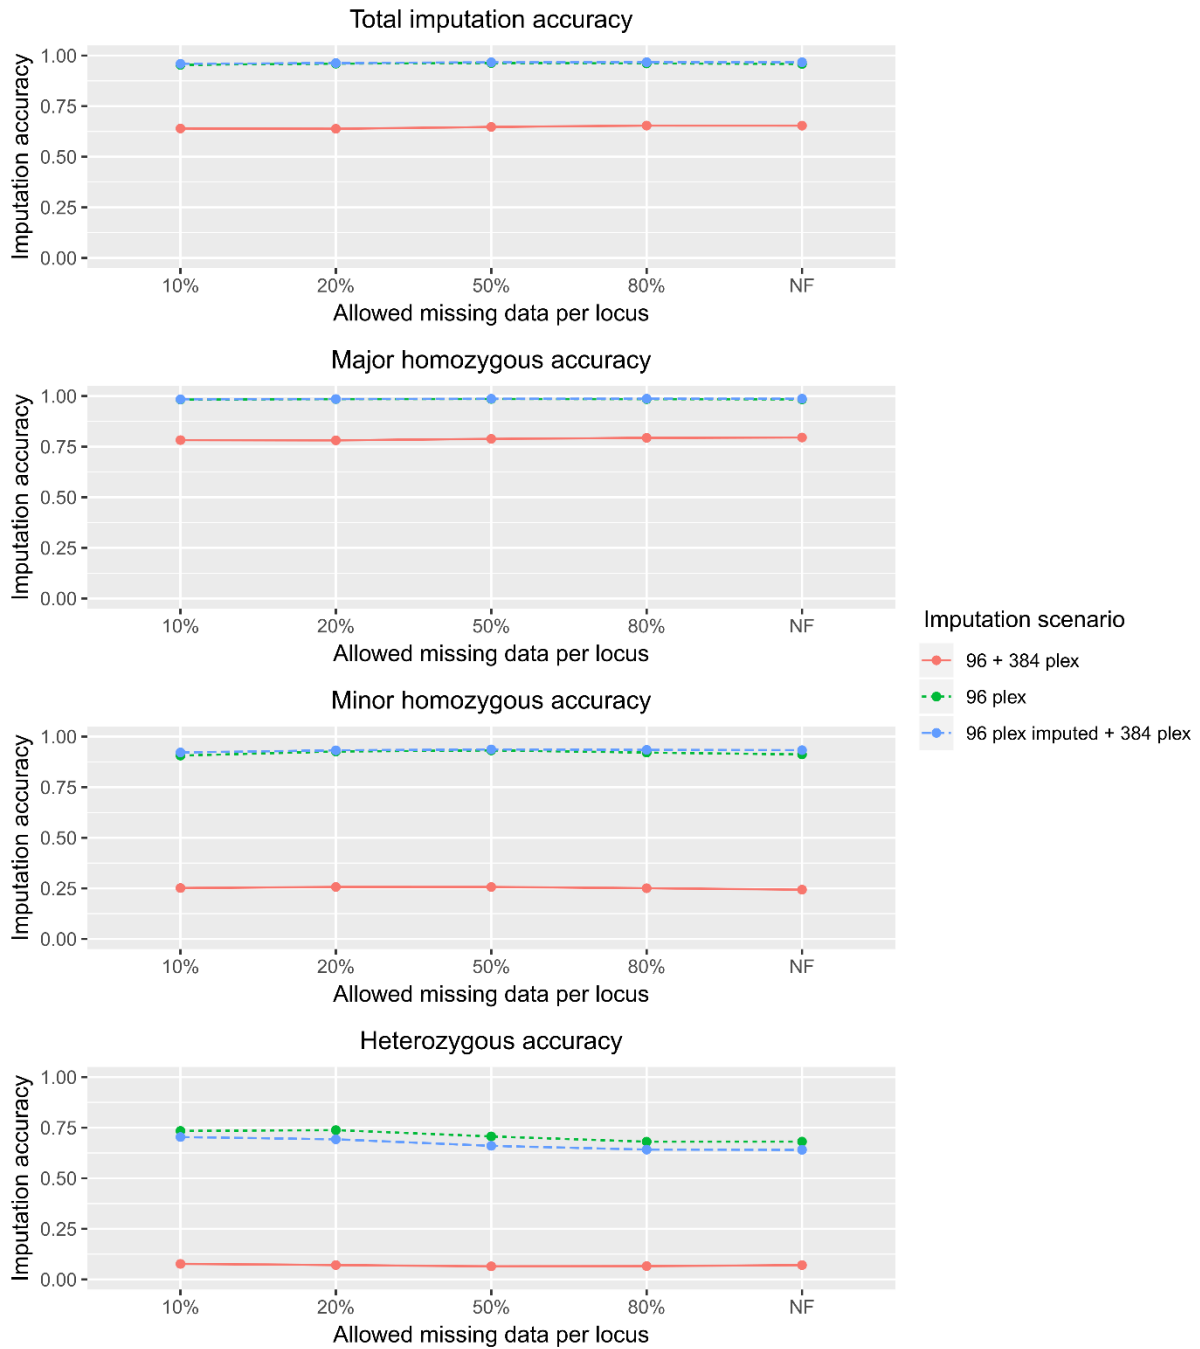 Total imputation accuracy
Imputation accuracy
1.00
0.75
0.50
0.25
0.00
10% 20% 50% 80% NF
Allowed missing data per locus
Major homozygous accuracy
Imputation accuracy
1.00
0.75
0.50
0.25
0.00
10% 20% 50% 80% NF
Allowed missing data per locus
Minor homozygous accuracy
Imputation accuracy
1.00
0.75
0.50
0.25
0.00
10% 20% 50% 80% NF
Allowed missing data per locus
Heterozygous accuracy
Imputation accuracy
1.00
0.75
0.50
0.25
0.00
10% 20% 50% 80% NF
Allowed missing data per locus
Imputation scenario
96 + 384 plex
96 plex
96 plex imputed + 384 plex